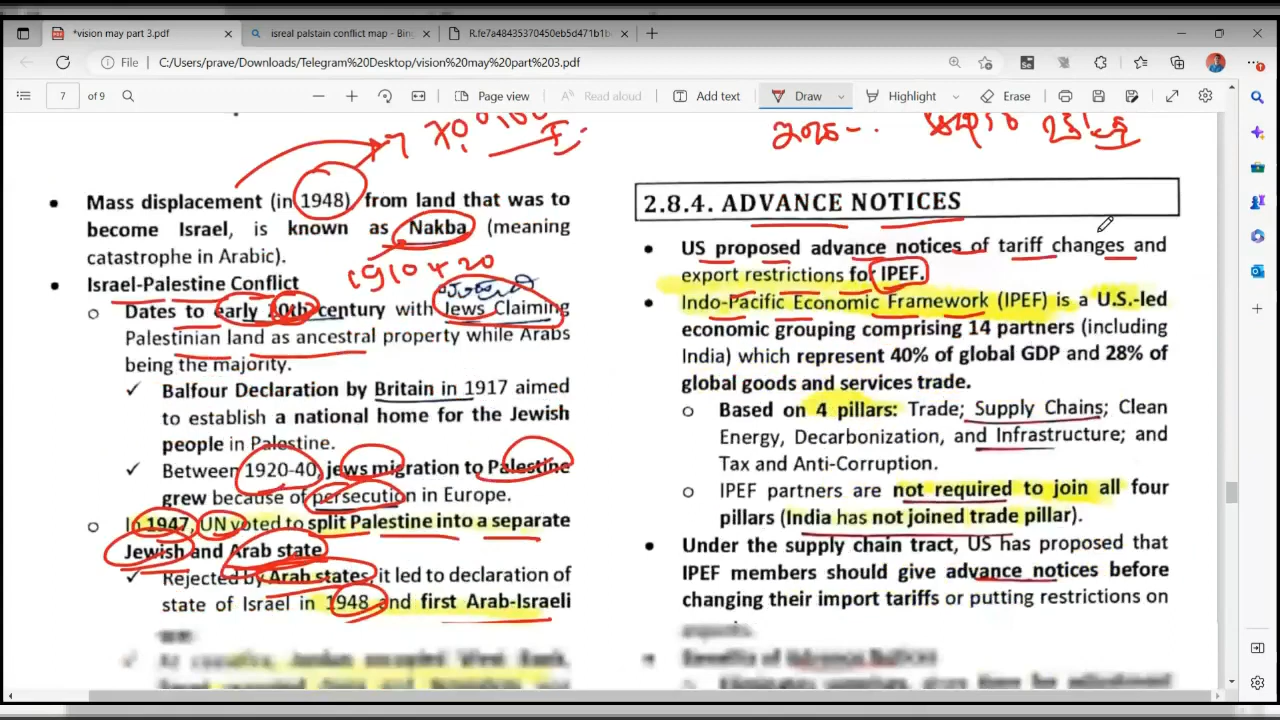 *vision may part 3.pdf
isreal palstain conflict map - Bin
R.fe7a48435370450eb5d471b1b
File
C:/Users/prave/Downloads/Telegram%20Desktop/vision%20may%20part%203.pdf
7 of 9
Page view
Read aloud
Add text
Draw
Highlight
Erase
Mass displacement (in 1948) from land that was to
become Israel, is known as Nakba (meaning
catastrophe in Arabic).
1910 + 20
Israel-Palestine Conflict
Dates to early 20th century with Jews Claiming
Palestinian land as ancestral property while Arabs
being the majority.
Balfour Declaration by Britain in 1917 aimed
to establish a national home for the Jewish
people in Palestine.
Between 1920-40, jews migration to Palestine
grew because of persecution in Europe.
In 1947, UN voted to split Palestine into a separate
Jewish and Arab state
Rejected by Arab states, it led to declaration of
state of Israel in 1948 and first Arab-Israeli
2.8.4. ADVANCE NOTICES
US proposed advance notices of tariff changes and
export restrictions for IPEF.
Indo-Pacific Economic Framework (IPEF) is a U.S.-led
economic grouping comprising 14 partners (including
India) which represent 40% of global GDP and 28% of
global goods and services trade.
Based on 4 pillars: Trade; Supply Chains; Clean
Energy, Decarbonization, and Infrastructure; and
Tax and Anti-Corruption.
IPEF partners are not required to join all four
pillars (India has not joined trade pillar).
Under the supply chain tract, US has proposed that
IPEF members should give advance notices before
changing their import tariffs or putting restrictions on
Benefits of Advance Notices